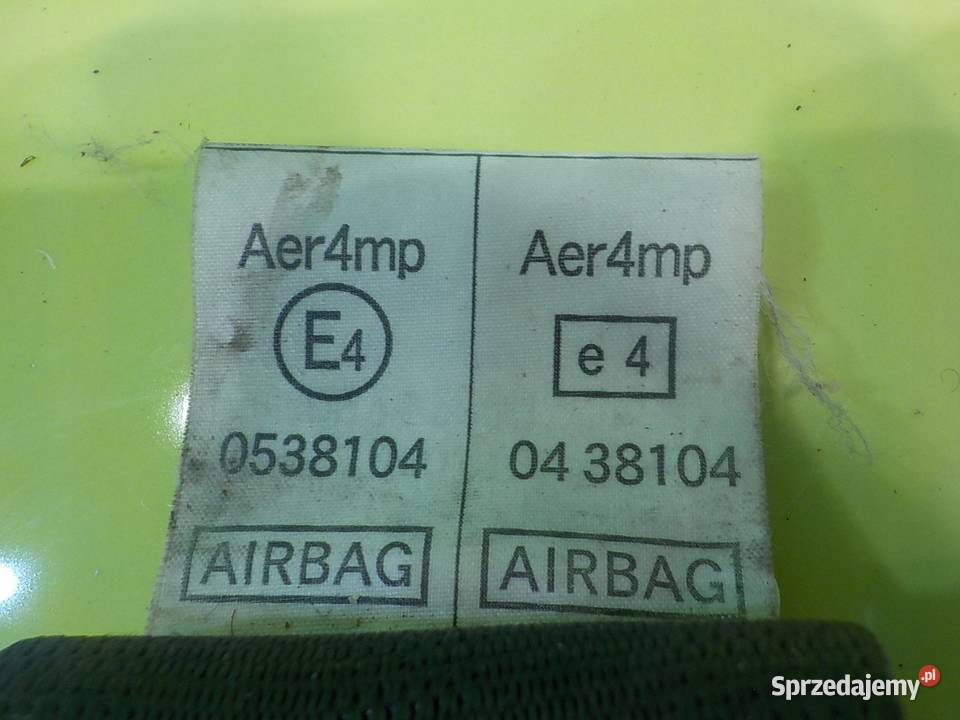 Aer4mp
E4
0538104
AIRBAG
Aer4mp
e 4
04 38104
AIRBAG
Sprzedajemy.pl